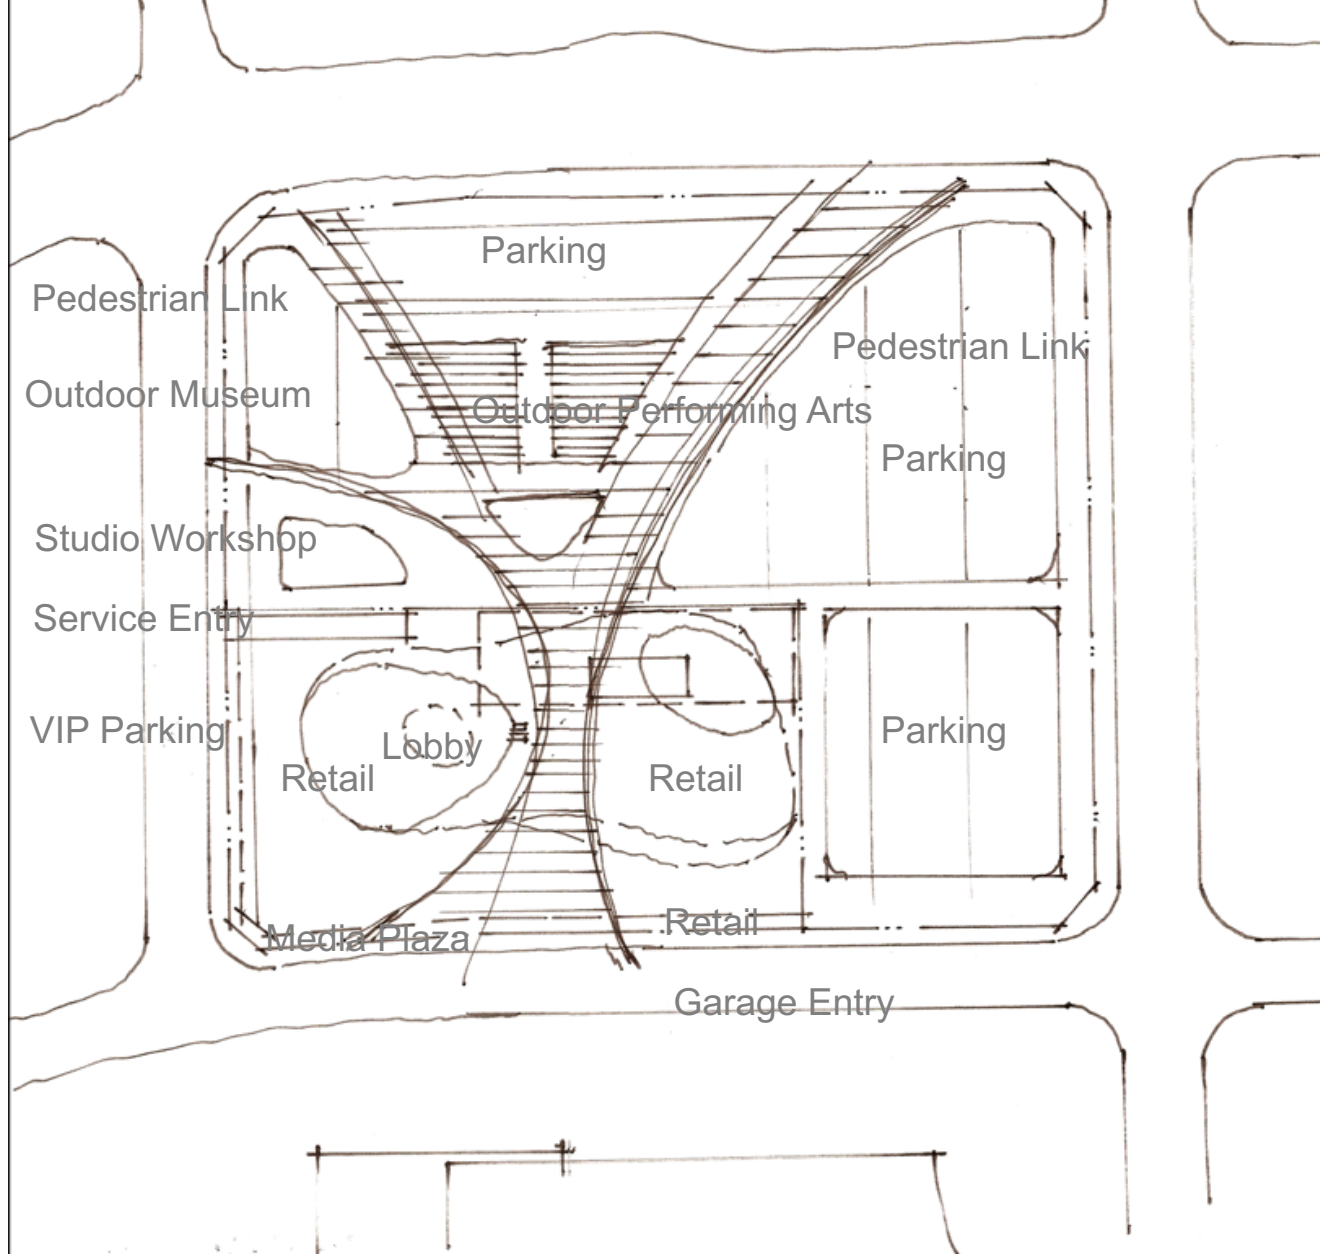 Parking
Pedestrian Link
Pedestrian Link
Outdoor Museum
Outdoor Performing Arts
Parking
Studio Workshop
Service Entry
VIP Parking
Lobby
Parking
Retail
Retail
Retail
Media Plaza
Garage Entry